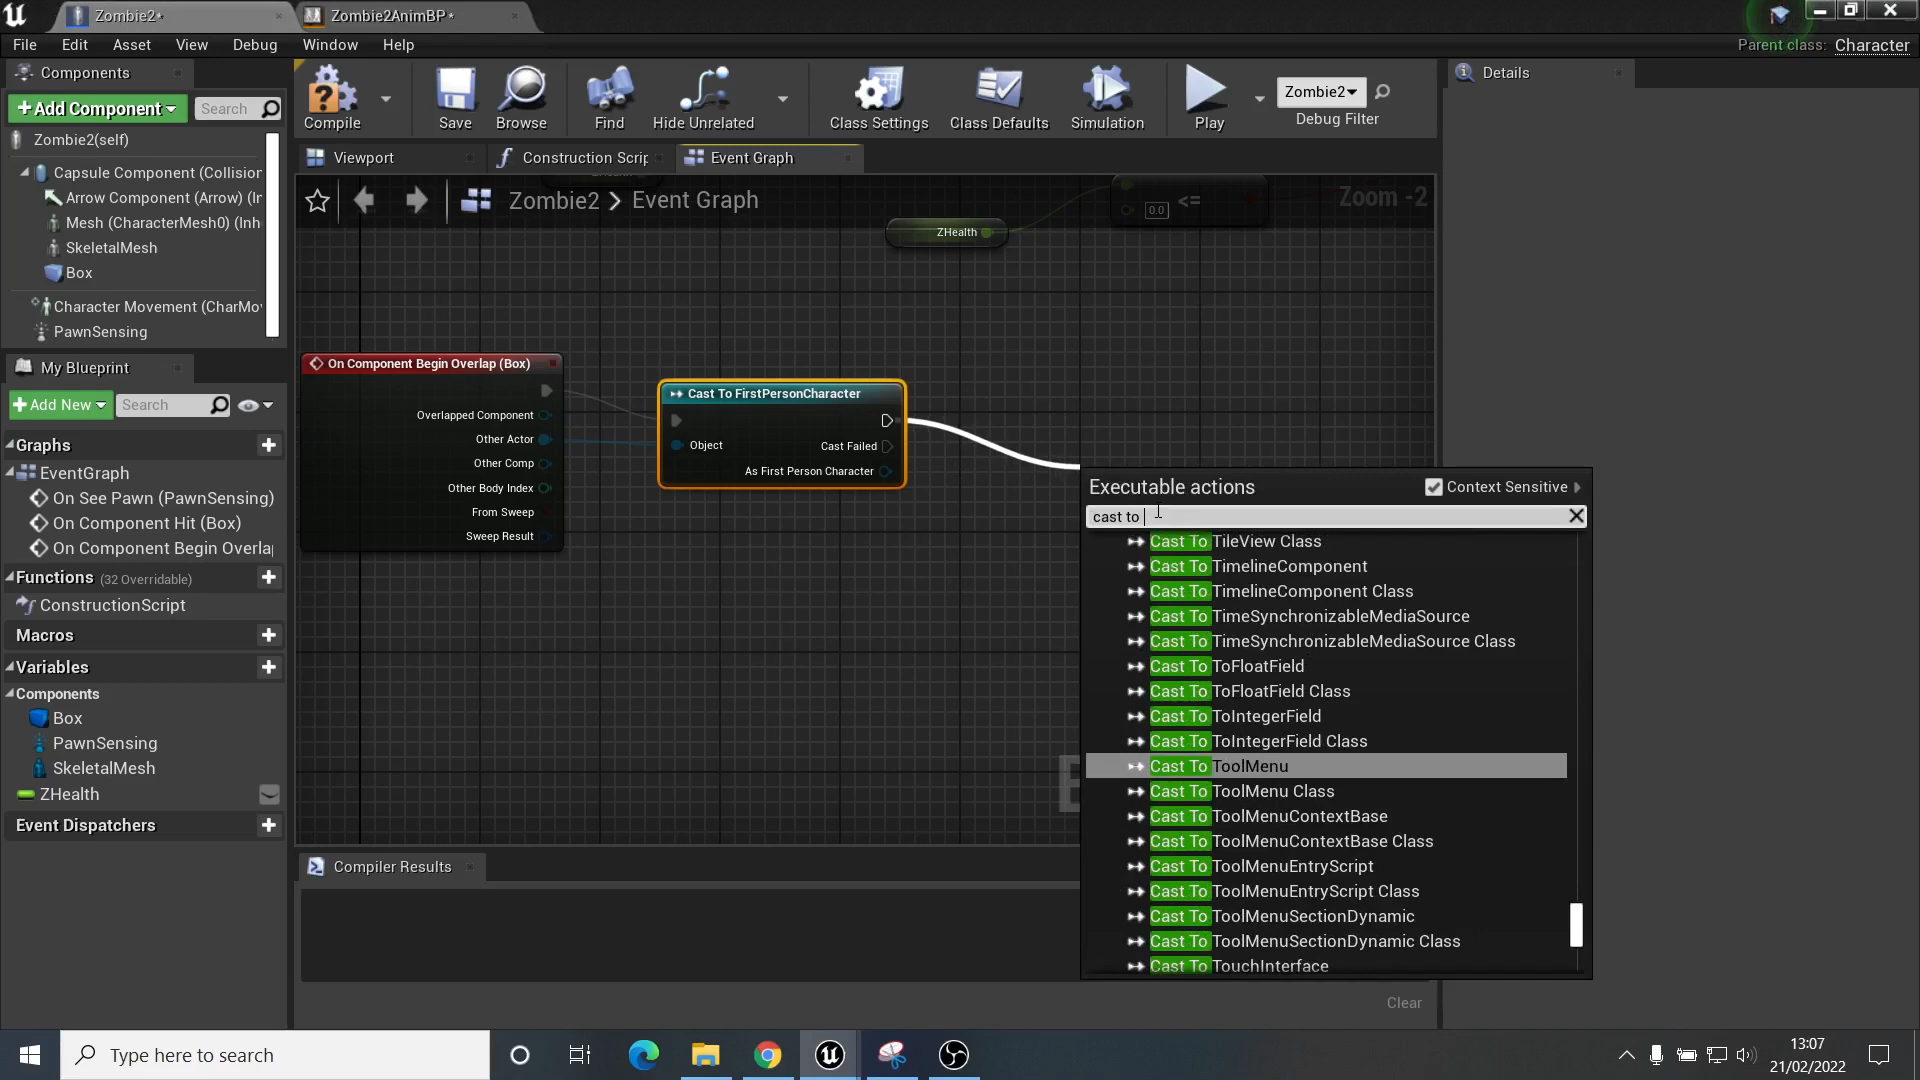 Zombie2*
Zombie2AnimBP*
File Edit Asset View Debug Window Help
Parent class: Character
Components
Add Component
Search
Zombie2(self)
Capsule Component (Collision
Arrow Component (Arrow) (Ir
Mesh (CharacterMesh0) (Inh
SkeletalMesh
Box
Character Movement (CharMo
PawnSensing
Compile
Save
Browse
Find
Hide Unrelated
Class Settings
Class Defaults
Simulation
Play
Zombie2
Debug Filter
Details
Viewport
Construction Scrip
Event Graph
Zombie2 > Event Graph
Zoom -2
ZHealth
0.0 <=
My Blueprint
Add New
Search
Graphs
EventGraph
On See Pawn (PawnSensing)
On Component Hit (Box)
On Component Begin Overla
Functions (32 Overridable)
ConstructionScript
Macros
Variables
Components
Box
PawnSensing
SkeletalMesh
ZHealth
Event Dispatchers
On Component Begin Overlap (Box)
Overlapped Component
Other Actor
Other Comp
Other Body Index
From Sweep
Sweep Result
Cast To FirstPersonCharacter
Object
Cast Failed
As First Person Character
Executable actions
Context Sensitive
cast to
Cast To TileView Class
Cast To TimelineComponent
Cast To TimelineComponent Class
Cast To TimeSynchronizableMediaSource
Cast To TimeSynchronizableMediaSource Class
Cast To ToFloatField
Cast To ToFloatField Class
Cast To ToIntegerField
Cast To ToIntegerField Class
Cast To ToolMenu
Cast To ToolMenu Class
Cast To ToolMenuContextBase
Cast To ToolMenuContextBase Class
Cast To ToolMenuEntryScript
Cast To ToolMenuEntryScript Class
Cast To ToolMenuSectionDynamic
Cast To ToolMenuSectionDynamic Class
Cast To TouchInterface
Compiler Results
Clear
Type here to search
13:07
21/02/2022